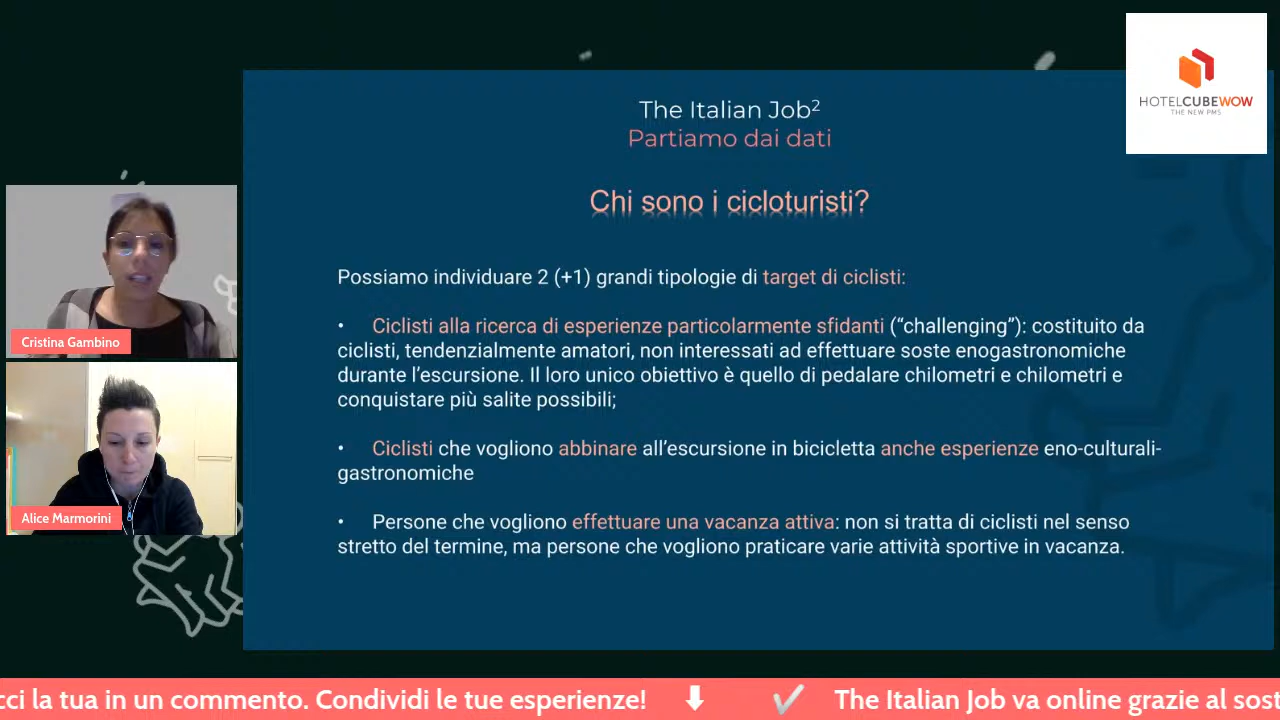 HOTELCUBEWOW
THE NEW PMS
The Italian Job²
Partiamo dai dati
Chi sono i cicloturisti?
Possiamo individuare 2 (+1) grandi tipologie di target di ciclisti:
• Ciclisti alla ricerca di esperienze particolarmente sfidanti (“challenging”): costituito da
ciclisti, tendenzialmente amatori, non interessati ad effettuare soste enogastronomiche
durante l’escursione. Il loro unico obiettivo è quello di pedalare chilometri e chilometri e
conquistare più salite possibili;
• Ciclisti che vogliono abbinare all’escursione in bicicletta anche esperienze eno-culturali-
gastronomiche
• Persone che vogliono effettuare una vacanza attiva: non si tratta di ciclisti nel senso
stretto del termine, ma persone che vogliono praticare varie attività sportive in vacanza.
Cristina Gambino
Alice Marmorini
cci la tua in un commento. Condividi le tue esperienze! ⬇ ✔ The Italian Job va online grazie al sost